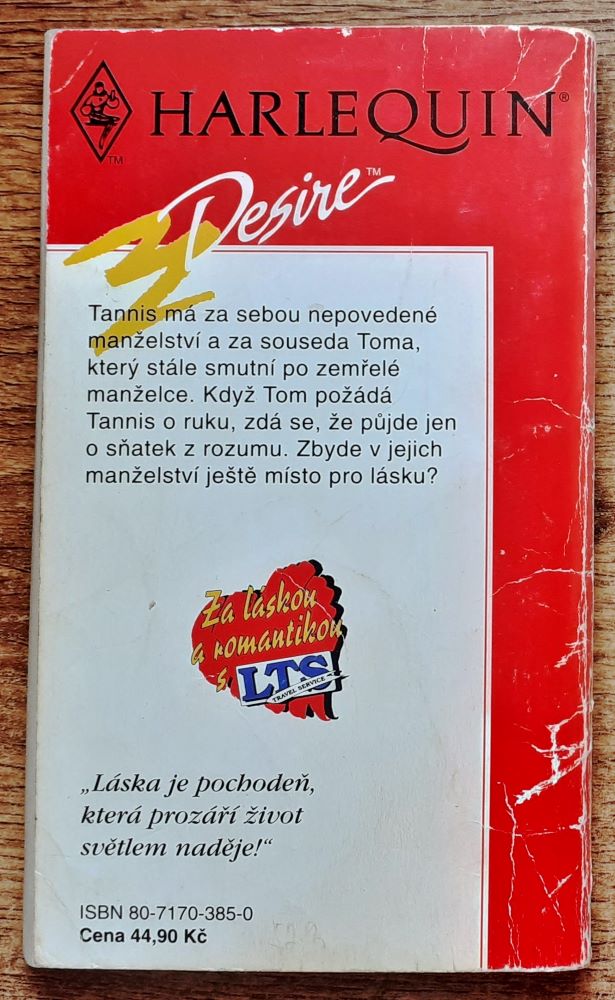 HARLEQUIN®
TM
Desire™
Tannis má za sebou nepovedené
manželství a za souseda Toma,
který stále smutní po zemřelé
manželce. Když Tom požádá
Tannis o ruku, zdá se, že půjde jen
o sňatek z rozumu. Zbyde v jejich
manželství ještě místo pro lásku?
Za láskou
a romantikou
s LTS
TRAVEL SERVICE
„Láska je pochodeň,
která prozáří život
světlem naděje!“
ISBN 80-7170-385-0
Cena 44,90 Kč